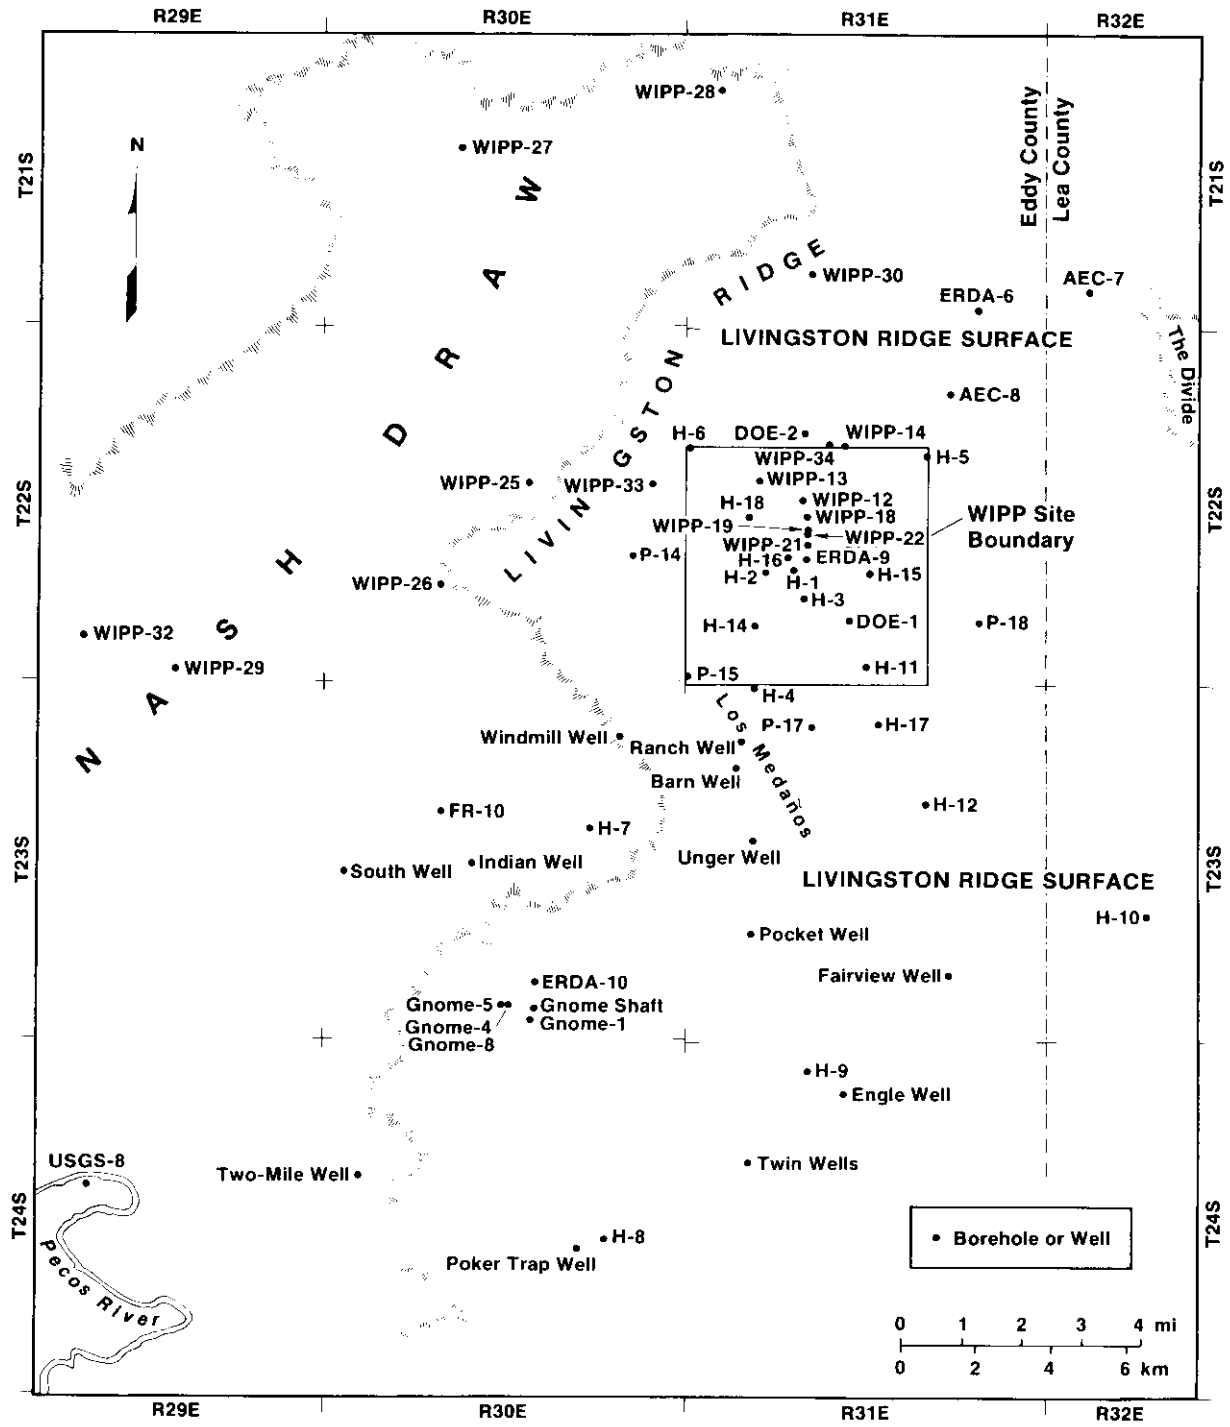 R29E
R30E
R31E
R32E
WIPP-28
N
WIPP-27
T21S
T21S
Eddy County
Lea County
NASH DRAW
LIVINGSTON RIDGE
WIPP-30
AEC-7
ERDA-6
LIVINGSTON RIDGE SURFACE
The Divide
AEC-8
H-6
DOE-2
WIPP-14
WIPP-34
H-5
WIPP-25
WIPP-33
WIPP-13
T22S
T22S
WIPP-12
H-18
WIPP-18
WIPP-19
WIPP-22
WIPP Site
Boundary
WIPP-21
P-14
H-16
ERDA-9
WIPP-26
H-2
H-1
H-15
H-3
WIPP-32
H-14
DOE-1
P-18
WIPP-29
P-15
H-11
H-4
Los Medaños
P-17
H-17
Windmill Well
Ranch Well
Barn Well
FR-10
H-7
H-12
T23S
T23S
South Well
Indian Well
Unger Well
LIVINGSTON RIDGE SURFACE
H-10
Pocket Well
Fairview Well
ERDA-10
Gnome-5
Gnome Shaft
Gnome-4
Gnome-1
Gnome-8
H-9
Engle Well
USGS-8
Two-Mile Well
Twin Wells
T24S
T24S
Pecos River
H-8
Poker Trap Well
Borehole or Well
0 1 2 3 4 mi
0 2 4 6 km
R29E
R30E
R31E
R32E